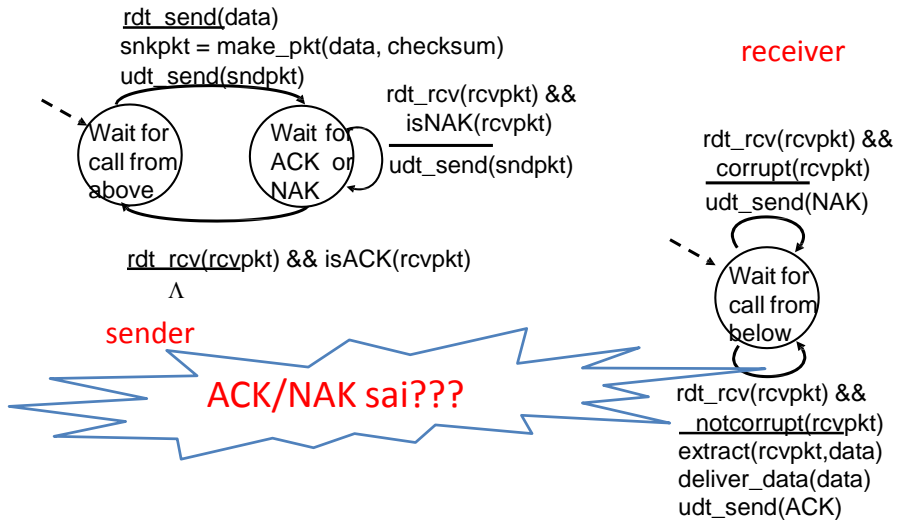 rdt_send(data)
snkpkt = make_pkt(data, checksum)
udt_send(sndpkt)
Wait for
call from
above
Wait for
ACK or
NAK
rdt_rcv(rcvpkt) &&
isNAK(rcvpkt)
udt_send(sndpkt)
rdt_rcv(rcvpkt) && isACK(rcvpkt)
Λ
sender
ACK/NAK sai???
receiver
rdt_rcv(rcvpkt) &&
corrupt(rcvpkt)
udt_send(NAK)
Wait for
call from
below
rdt_rcv(rcvpkt) &&
notcorrupt(rcvpkt)
extract(rcvpkt,data)
deliver_data(data)
udt_send(ACK)